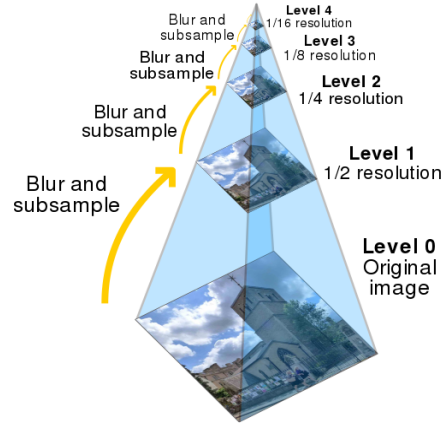 Level 4
1/16 resolution
Blur and
subsample
Level 3
1/8 resolution
Blur and
subsample
Level 2
1/4 resolution
Blur and
subsample
Level 1
1/2 resolution
Blur and
subsample
Level 0
Original
image